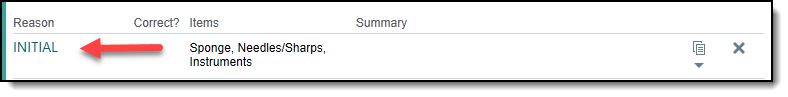 Reason Correct? Items Summary
INITIAL Sponge, Needles/Sharps,
Instruments